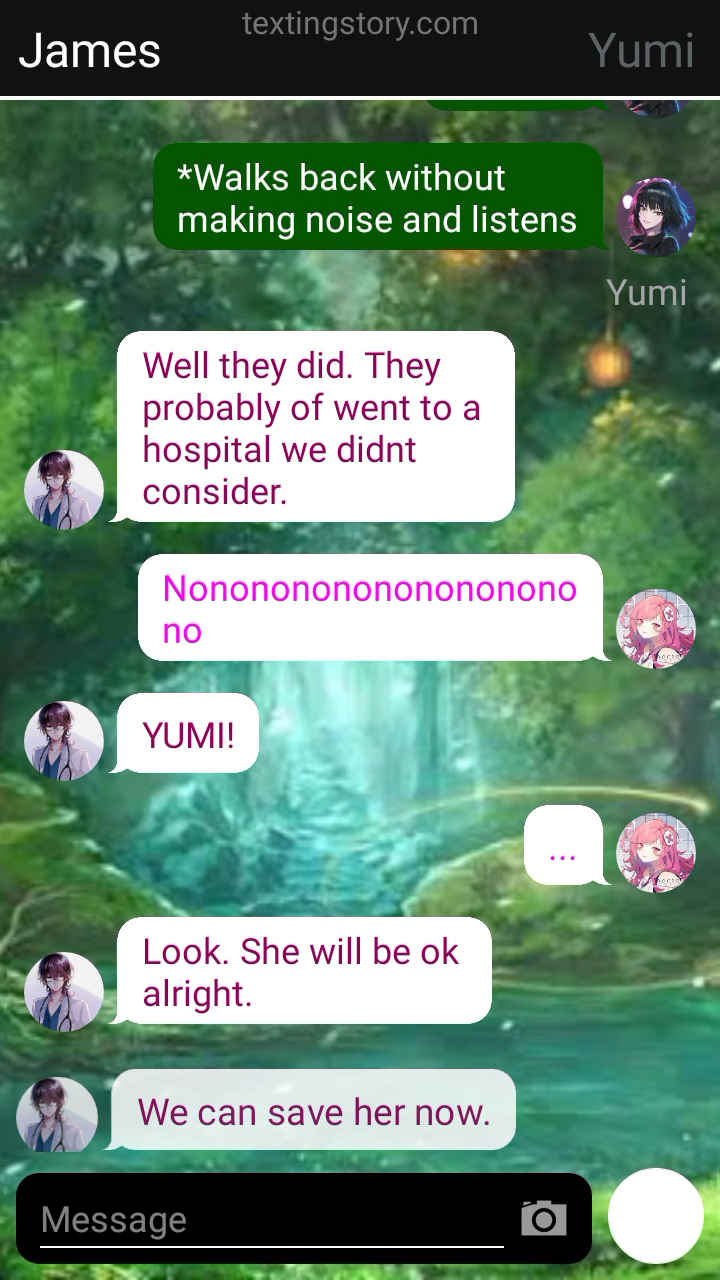 textingstory.com
James
Yumi
*Walks back without
making noise and listens
Yumi
Well they did. They
probably of went to a
hospital we didnt
consider.
Nononononononononono
no
YUMI!
...
Look. She will be ok
alright.
We can save her now.
Message